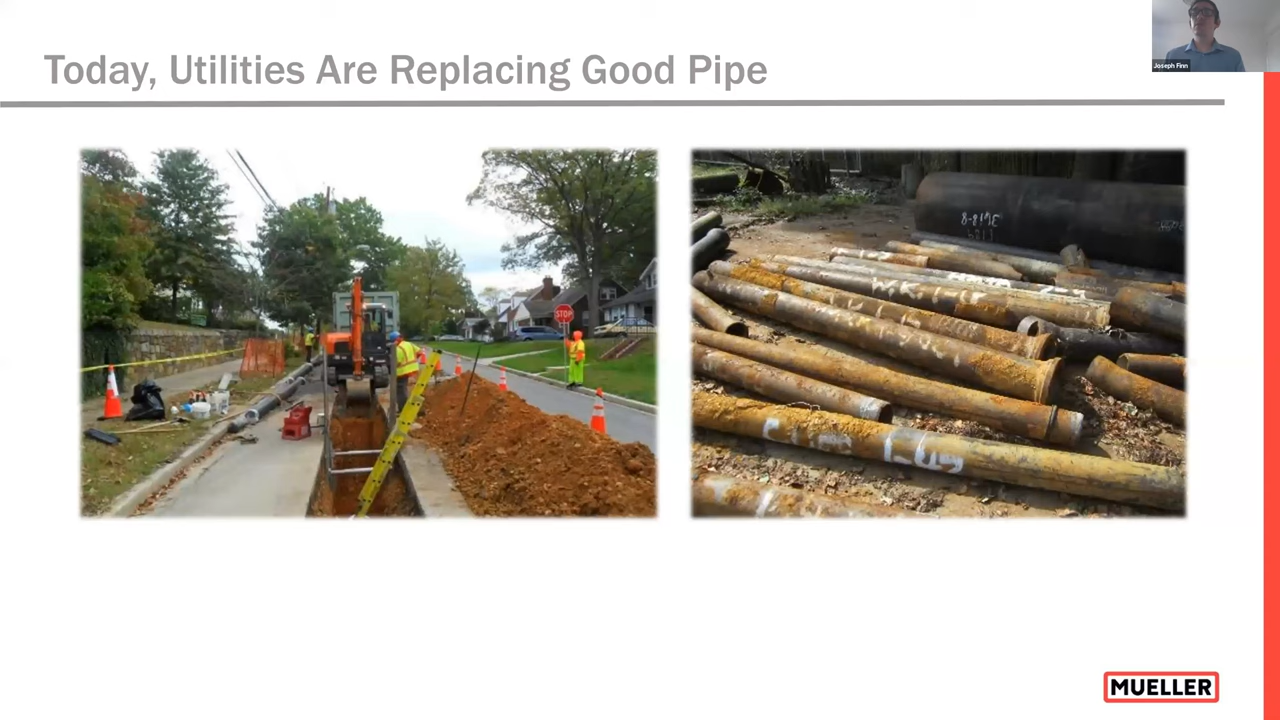 Today, Utilities Are Replacing Good Pipe
Joseph Finn
STOP
MUELLER